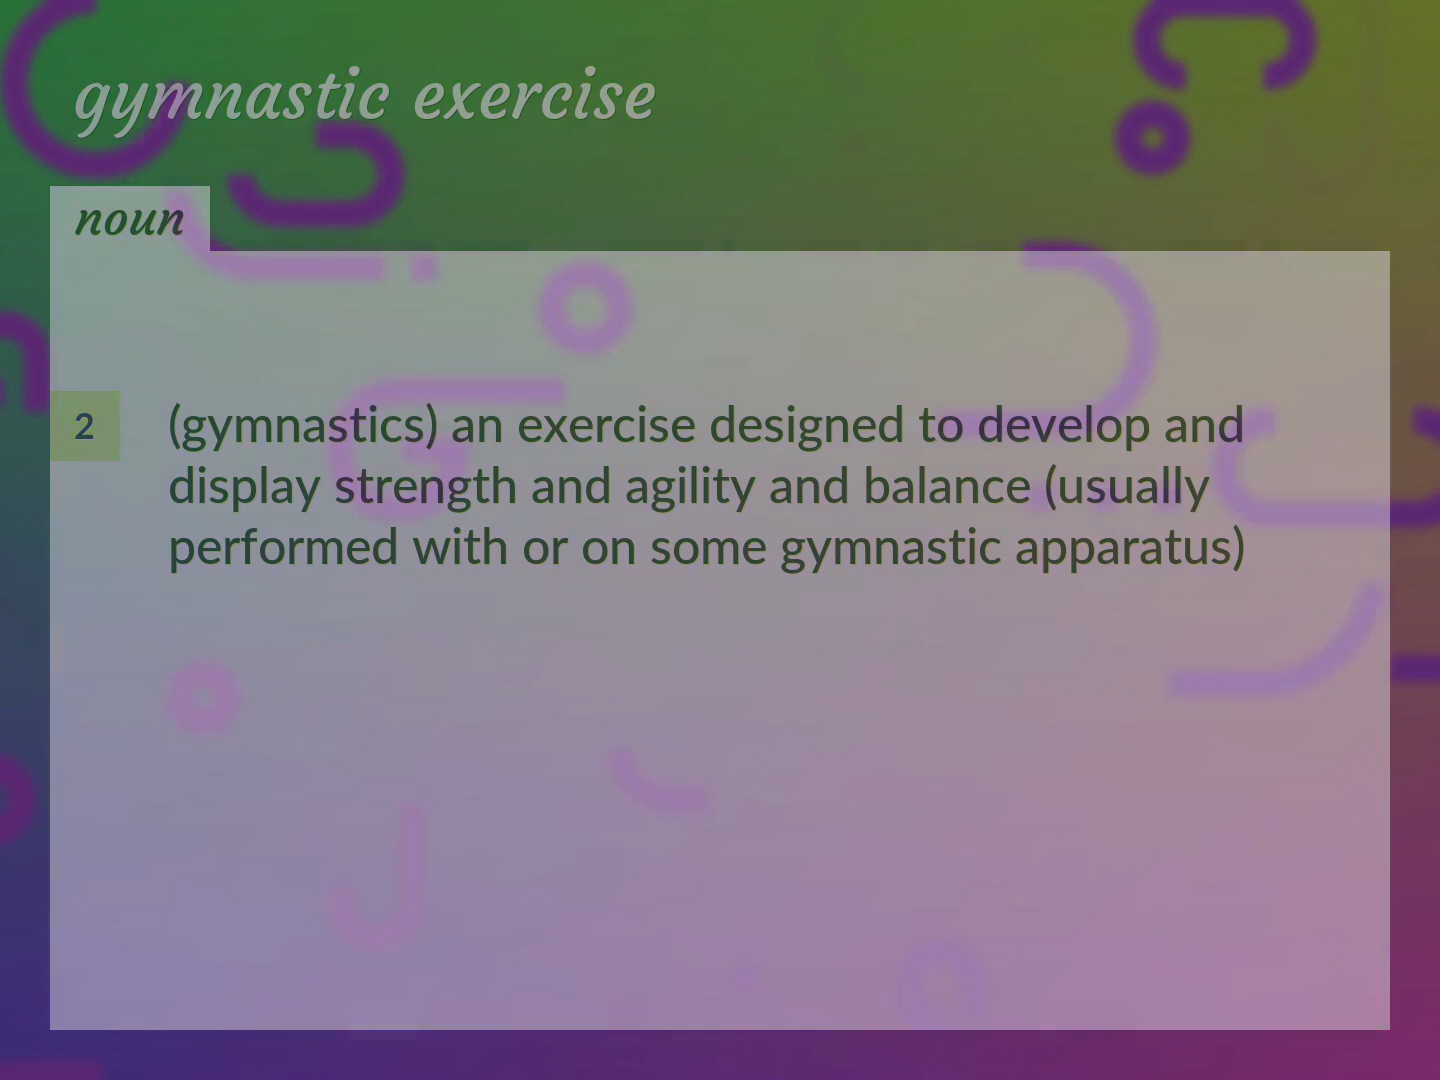 gymnastic exercise
noun
2
(gymnastics) an exercise designed to develop and
display strength and agility and balance (usually
performed with or on some gymnastic apparatus)